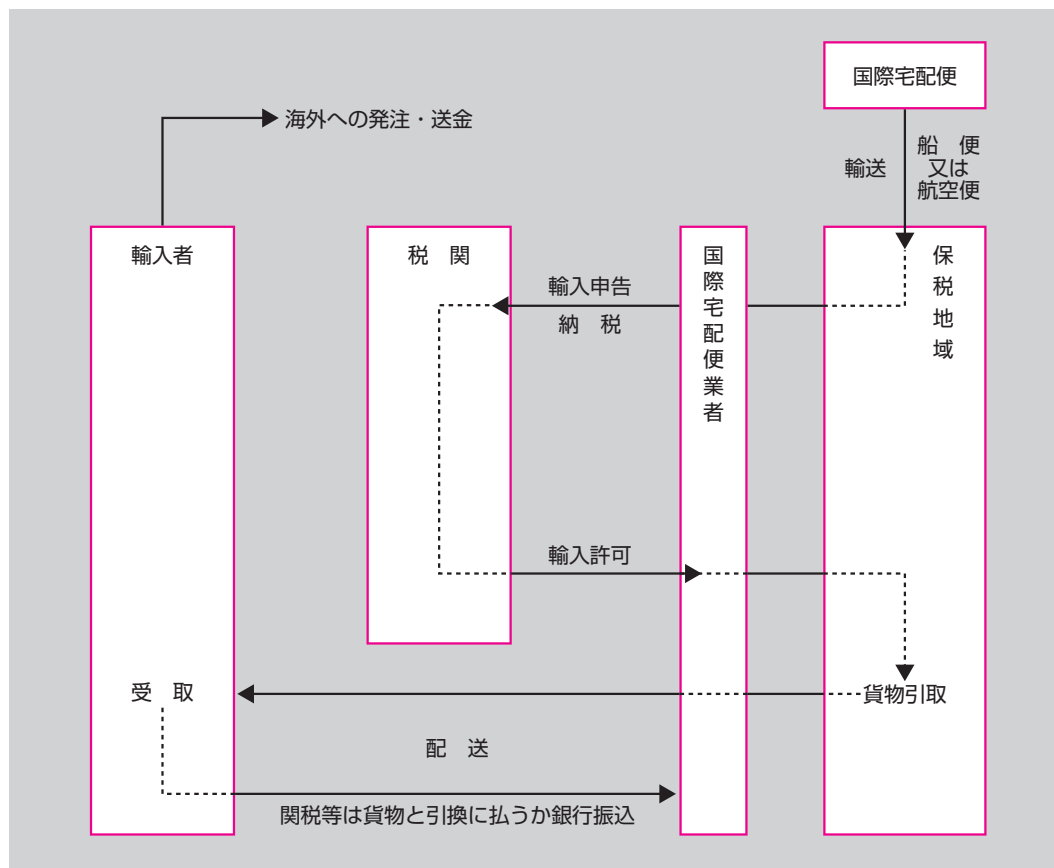 国際宅配便
海外への発注・送金
輸送
船　便
又は
航空便
輸入者
税　関
国際宅配便業者
保税地域
輸入申告
納　税
輸入許可
受　取
貨物引取
配　送
関税等は貨物と引換に払うか銀行振込